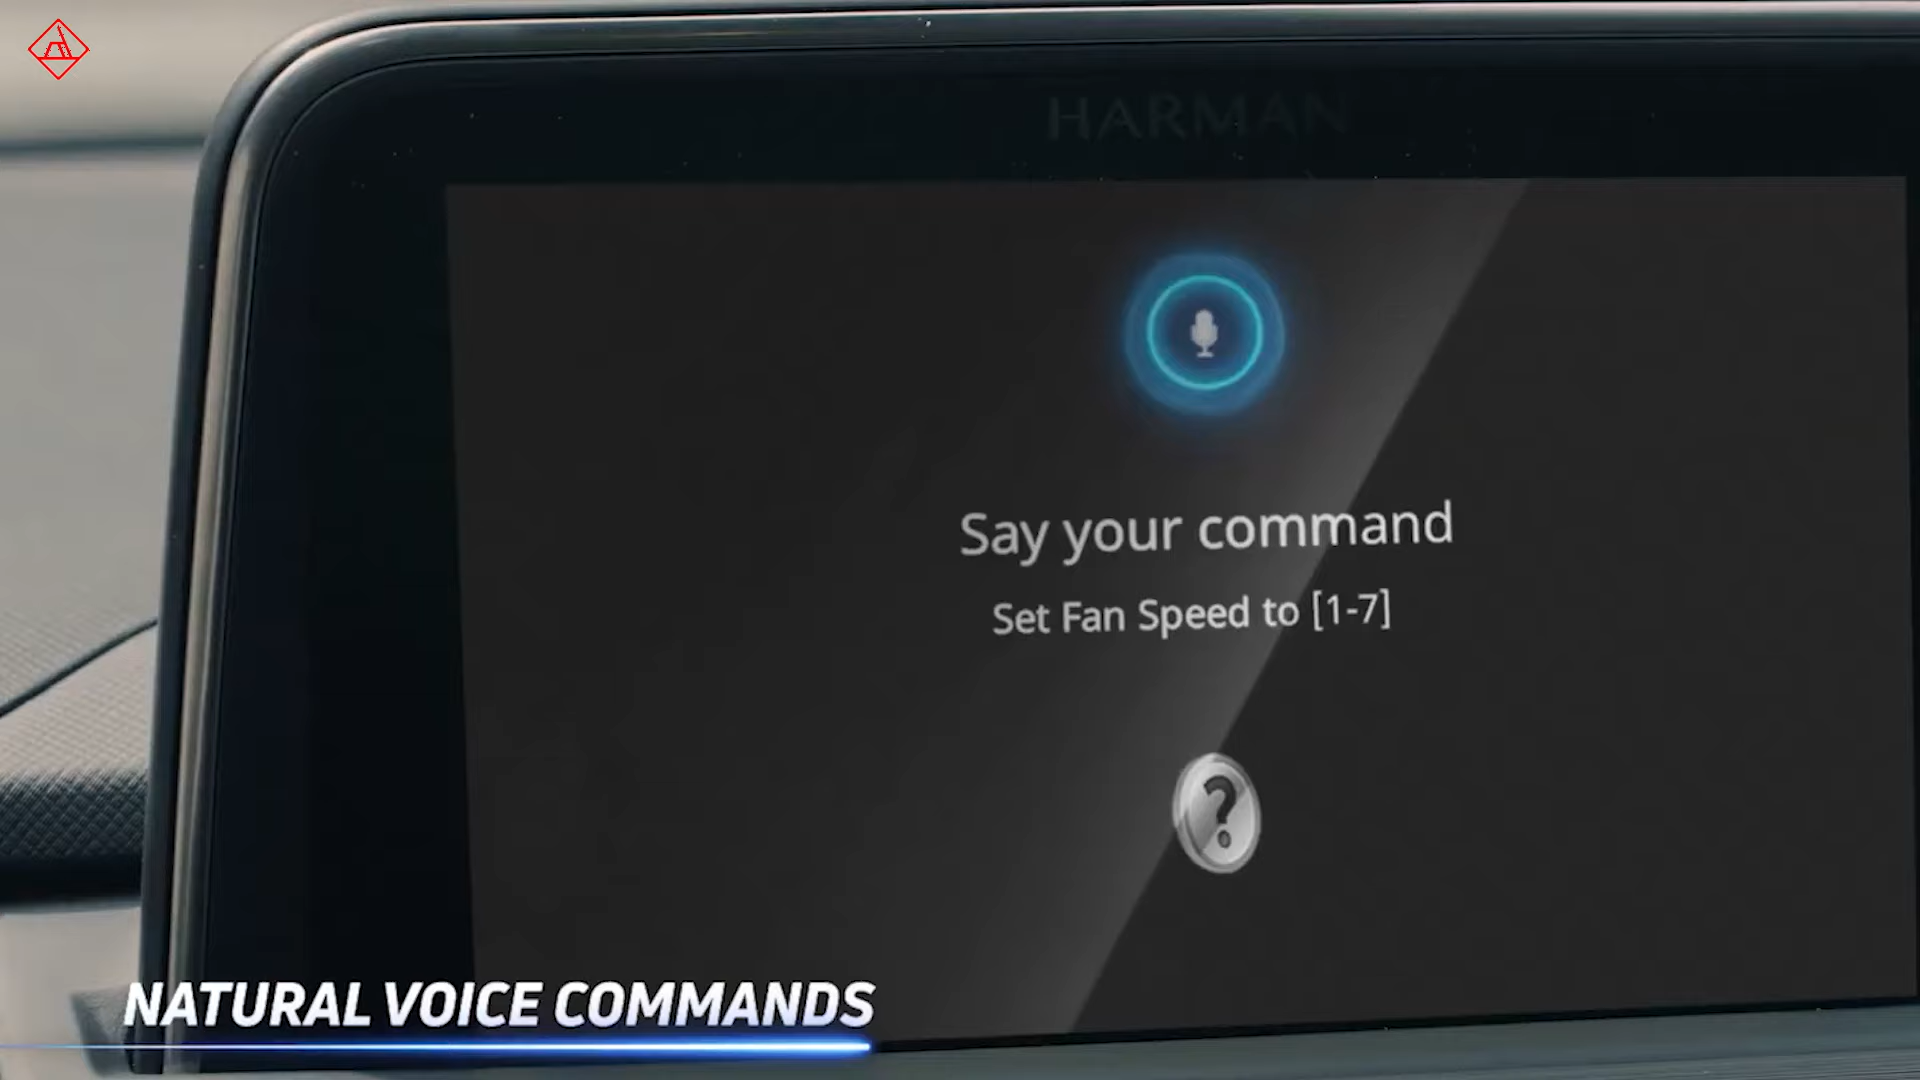 HARMAN
Say your command
Set Fan Speed to [1-7]
NATURAL VOICE COMMANDS